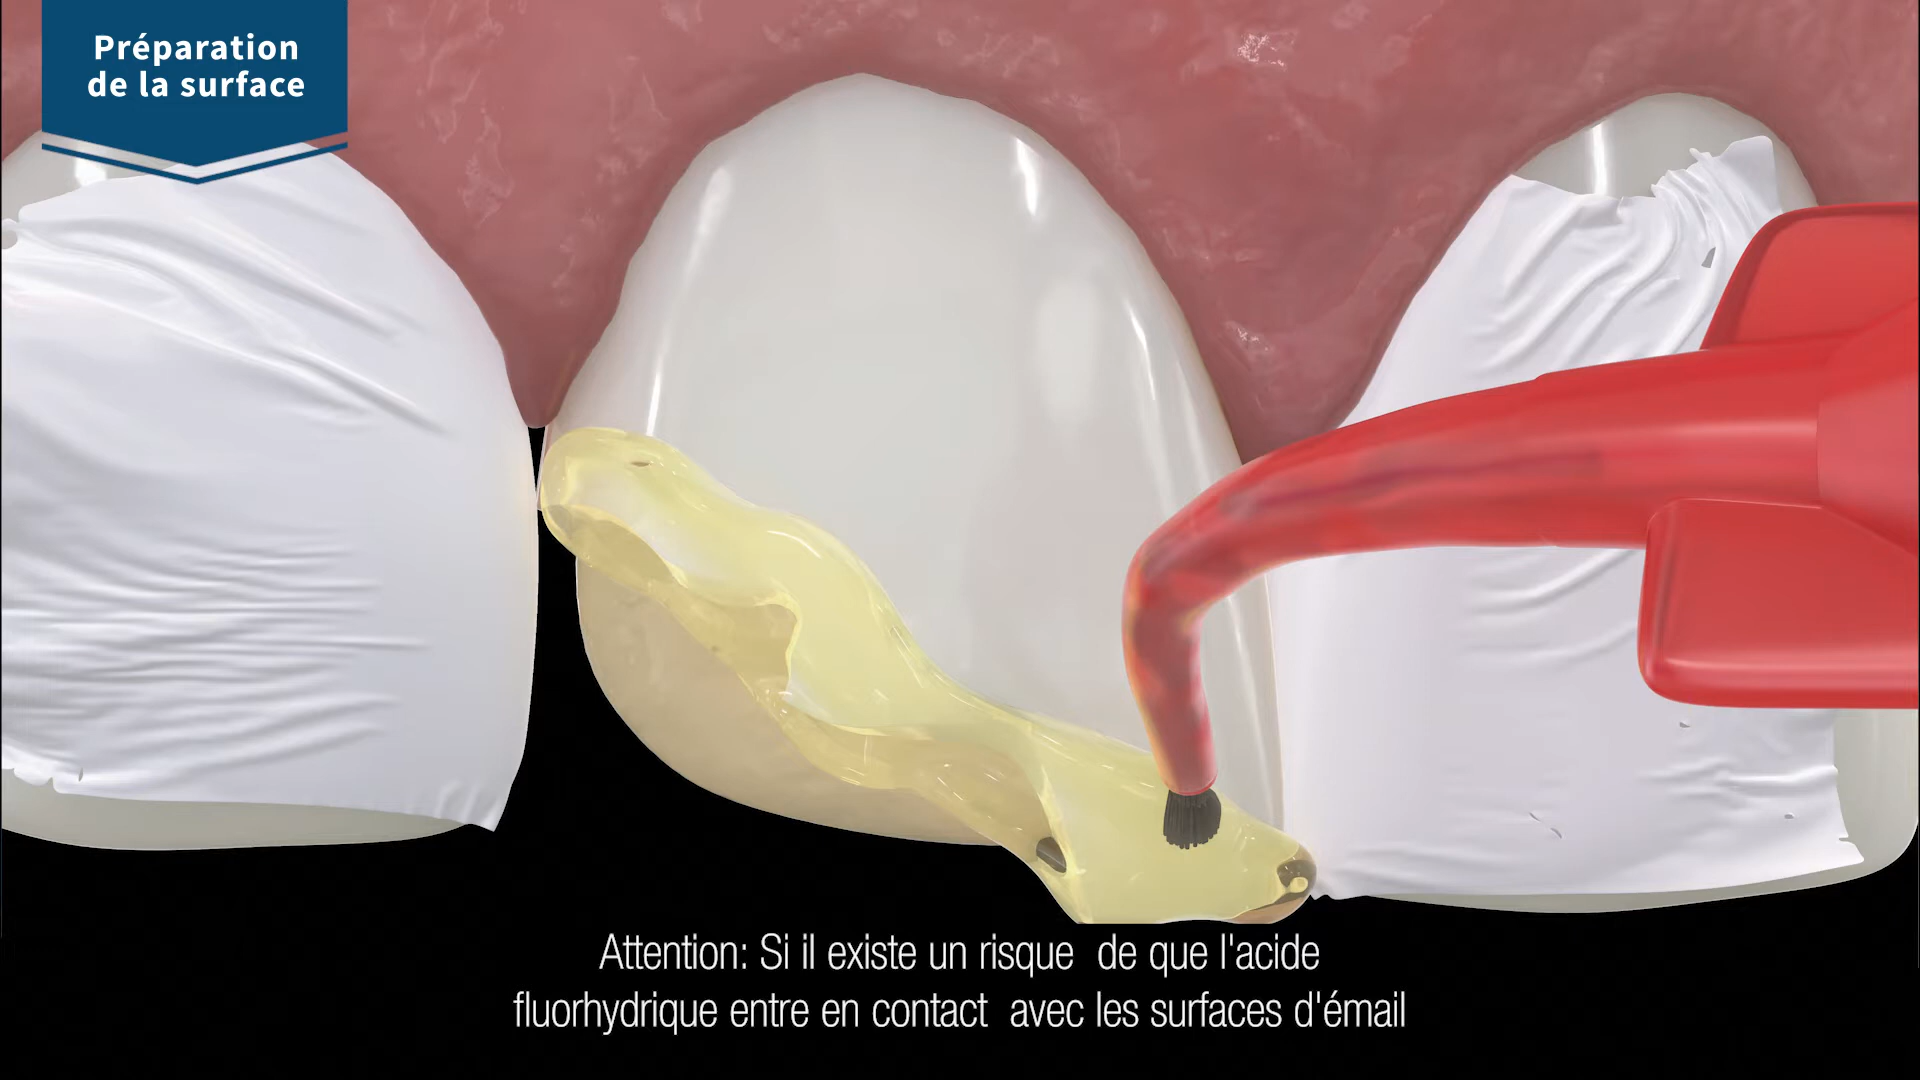 Préparation
de la surface
Attention: Si il existe un risque  de que l'acide
fluorhydrique entre en contact  avec les surfaces d'émail